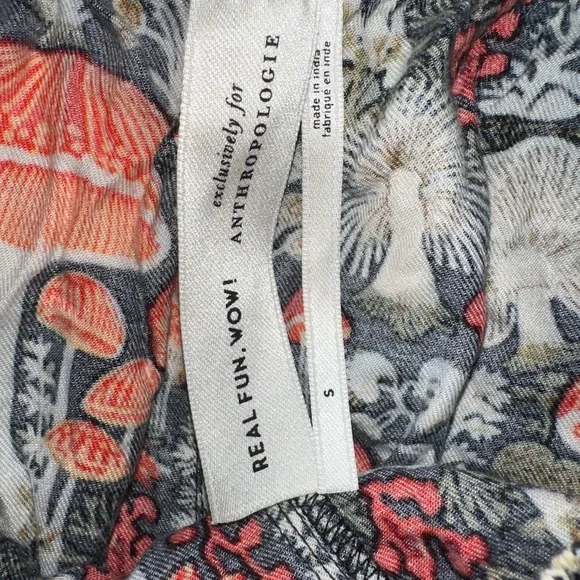 REAL FUN, WOW!
exclusively for
ANTHROPOLOGIE
S
made in india
fabriqué en inde